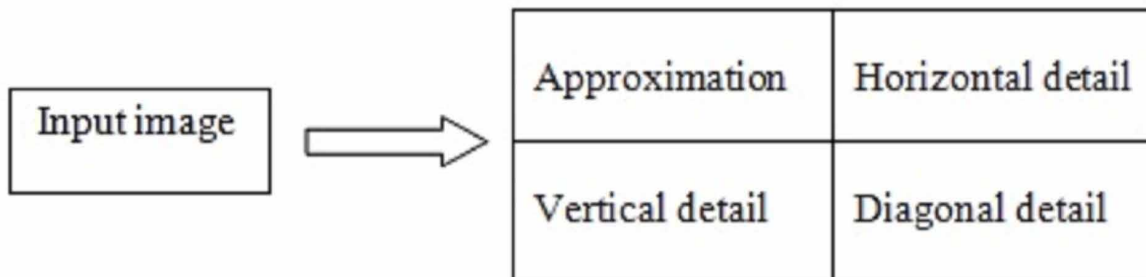 Input image
Approximation
Horizontal detail
Vertical detail
Diagonal detail